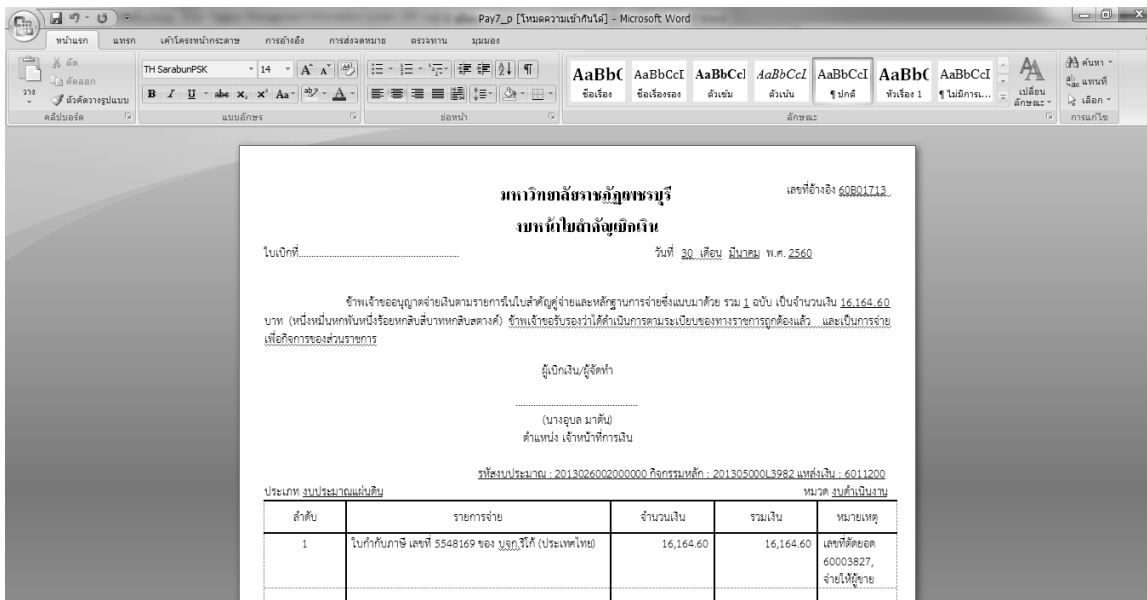 Pay7_p [โหมดความเข้ากันได้] - Microsoft Word
หน้าแรก แทรก เค้าโครงหน้ากระดาษ การอ้างอิง การส่งจดหมาย ตรวจทาน มุมมอง
วาง ตัด คัดลอก ตัวคัดวางรูปแบบ
TH SarabunPSK 14
AaBb( AaBbCcI AaBbCcl AaBbCcL AaBbCcI AaBb( AaBbCcI
ชื่อเรื่อง ชื่อเรื่องรอง ตัวเข้ม ตัวเน้น ¶ ปกติ หัวเรื่อง 1 ¶ ไม่มีการเ...
เปลี่ยนลักษณะ ค้นหา แทนที่ เลือก
คลิปบอร์ด แบบอักษร ย่อหน้า ลักษณะ การแก้ไข
มหาวิทยาลัยราชภัฏเพชรบุรี เลขที่อ้างอิง 60B01713
งบหน้าใบสำคัญเบิกเงิน
ใบเบิกที่............................................................ วันที่ 30 เดือน มีนาคม พ.ศ. 2560
ข้าพเจ้าขออนุญาตจ่ายเงินตามรายการในใบสำคัญคู่จ่ายและหลักฐานการจ่ายซึ่งแนบมาด้วย รวม 1 ฉบับ เป็นจำนวนเงิน 16,164.60
บาท (หนึ่งหมื่นหกพันหนึ่งร้อยหกสิบสี่บาทหกสิบสตางค์) ข้าพเจ้าขอรับรองว่าได้ดำเนินการตามระเบียบของทางราชการถูกต้องแล้ว และเป็นการจ่าย
เพื่อกิจการของส่วนราชการ
ผู้เบิกเงิน/ผู้จัดทำ
..............................................
(นางอุบล มาตัน)
ตำแหน่ง เจ้าหน้าที่การเงิน
รหัสงบประมาณ : 2013026002000000 กิจกรรมหลัก : 201305000L3982 แหล่งเงิน : 6011200
ประเภท งบประมาณแผ่นดิน หมวด งบดำเนินงาน
ลำดับ รายการจ่าย จำนวนเงิน รวมเงิน หมายเหตุ
1 ใบกำกับภาษี เลขที่ 5548169 ของ บจก.ริโก้ (ประเทศไทย) 16,164.60 16,164.60 เลขที่ตัดยอด
60003827,
จ่ายให้ผู้ขาย